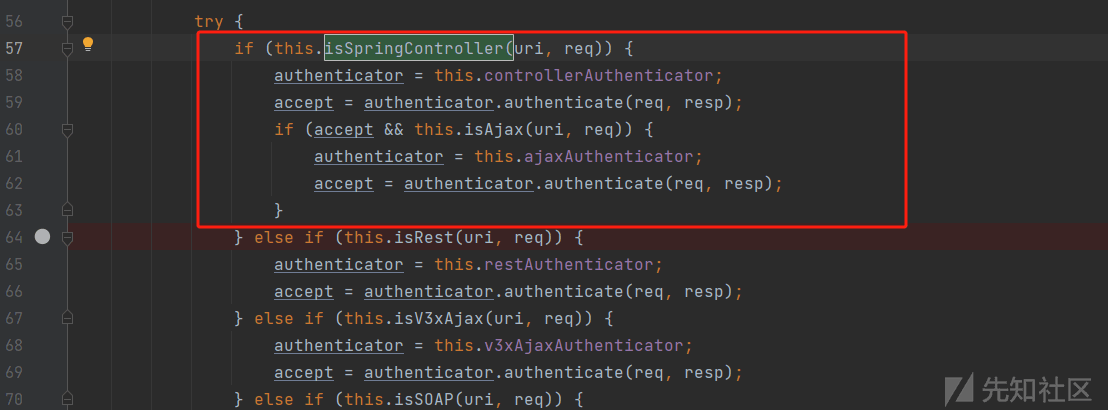 56 try {
57 if (this.isSpringController(uri, req)) {
58 authenticator = this.controllerAuthenticator;
59 accept = authenticator.authenticate(req, resp);
60 if (accept && this.isAjax(uri, req)) {
61 authenticator = this.ajaxAuthenticator;
62 accept = authenticator.authenticate(req, resp);
63 }
64 } else if (this.isRest(uri, req)) {
65 authenticator = this.restAuthenticator;
66 accept = authenticator.authenticate(req, resp);
67 } else if (this.isV3xAjax(uri, req)) {
68 authenticator = this.v3xAjaxAuthenticator;
69 accept = authenticator.authenticate(req, resp);
70 } else if (this.isSOAP(uri, req)) {
先知社区